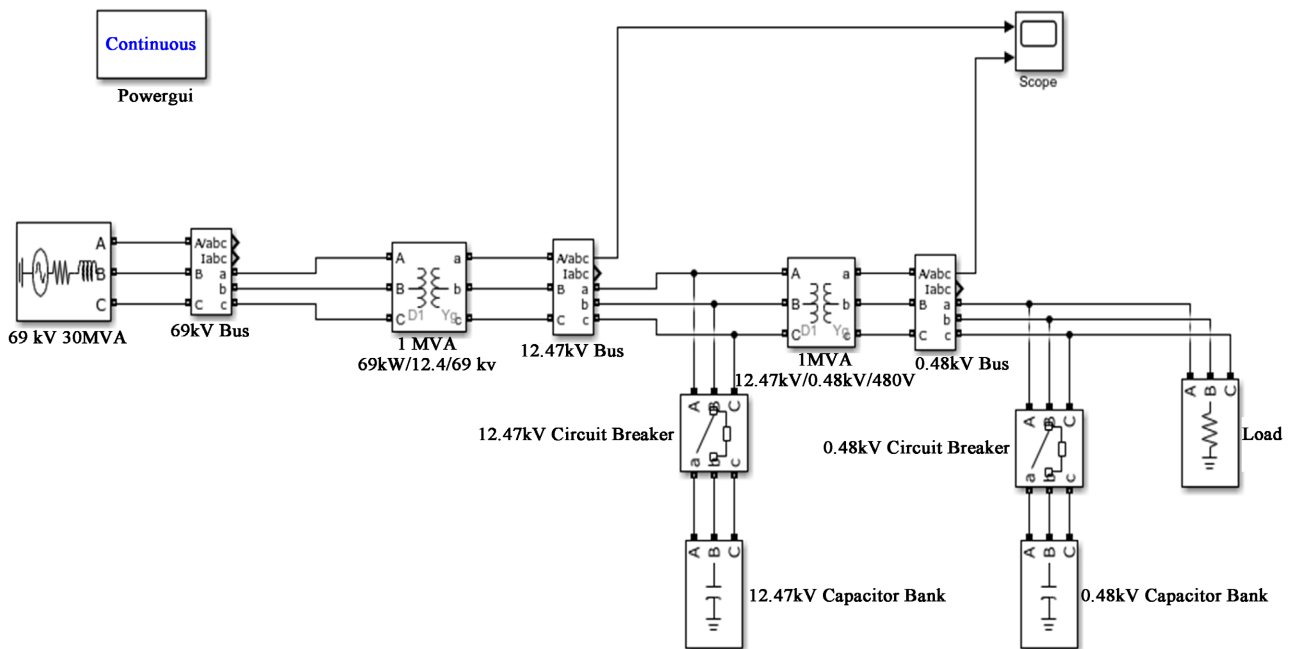 Continuous
Powergui
Scope
A
B
C
69 kV 30MVA
A
B
C
Vabc
Iabc
a
b
c
69kV Bus
A
B
C
D1
Yg
a
b
c
1 MVA
69kW/12.4/69 kv
A
B
C
Vabc
Iabc
a
b
c
12.47kV Bus
A
B
C
D1
Yg
a
b
c
1MVA
12.47kV/0.48kV/480V
A
B
C
Vabc
Iabc
a
b
c
0.48kV Bus
A
B
C
a
b
c
12.47kV Circuit Breaker
A
B
C
a
b
c
0.48kV Circuit Breaker
A
B
C
Load
A
B
C
12.47kV Capacitor Bank
A
B
C
0.48kV Capacitor Bank